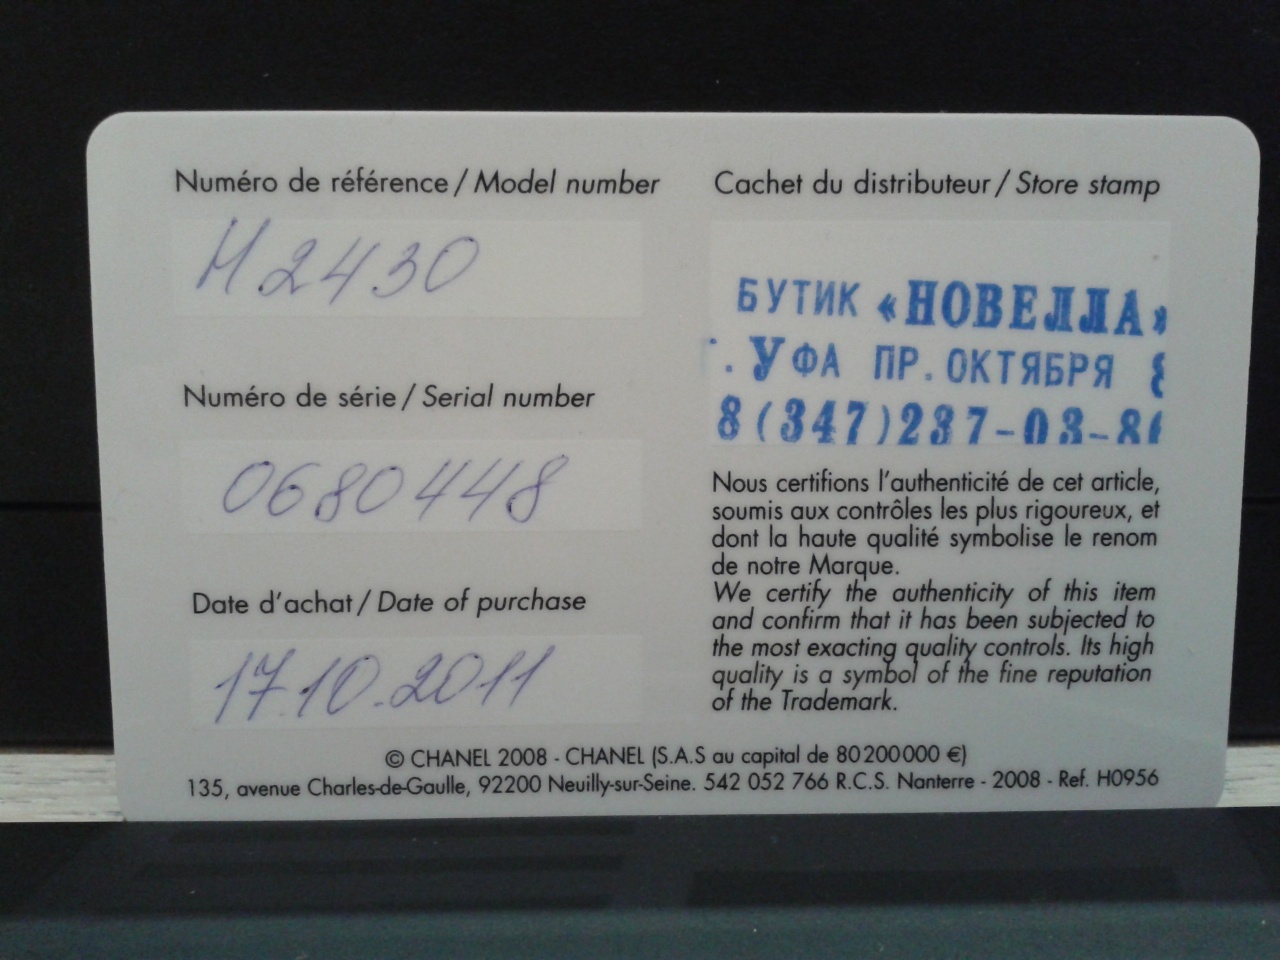 Numéro de référence / Model number
H2430
Numéro de série / Serial number
0680448
Date d'achat / Date of purchase
17.10.2011
Cachet du distributeur / Store stamp
БУТИК «НОВЕЛЛА»
. УФА ПР. ОКТЯБРЯ
8(347)237-03-8
Nous certifions l'authenticité de cet article,
soumis aux contrôles les plus rigoureux, et
dont la haute qualité symbolise le renom
de notre Marque.
We certify the authenticity of this item
and confirm that it has been subjected to
the most exacting quality controls. Its high
quality is a symbol of the fine reputation
of the Trademark.
© CHANEL 2008 - CHANEL (S.A.S au capital de 80200000 €)
135, avenue Charles-de-Gaulle, 92200 Neuilly-sur-Seine. 542 052 766 R.C.S. Nanterre - 2008 - Ref. H0956